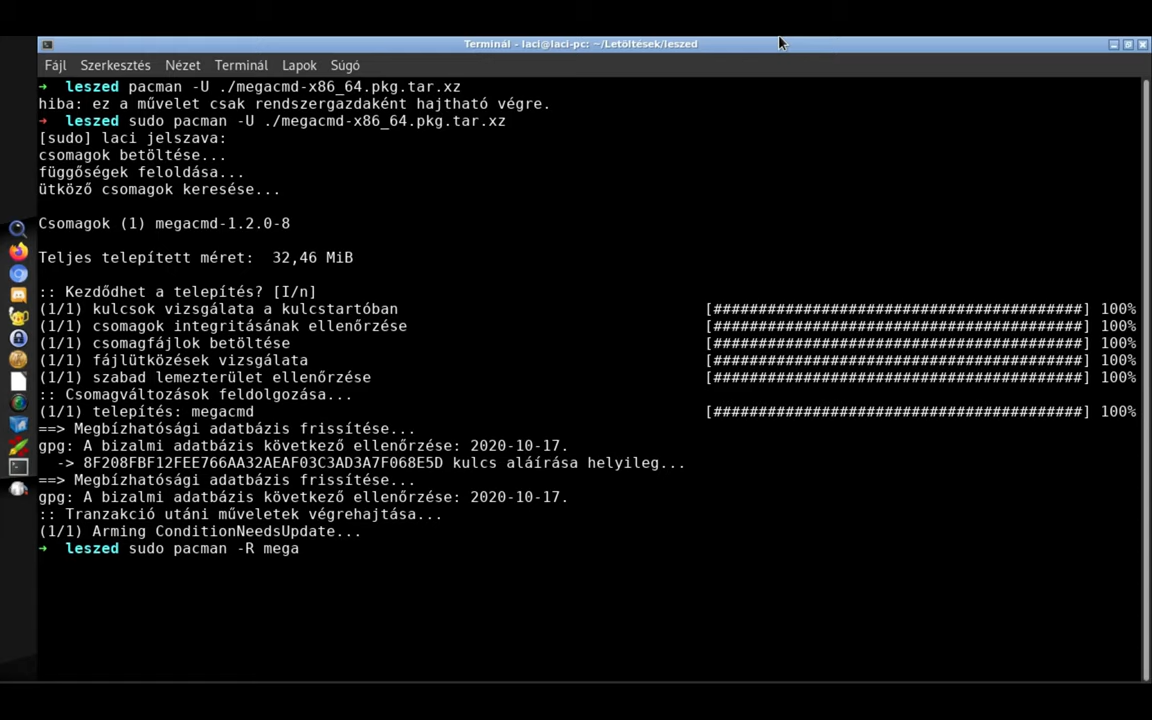 Terminál - laci@laci-pc: ~/Letöltések/leszed
Fájl Szerkesztés Nézet Terminál Lapok Súgó
➜ leszed pacman -U ./megacmd-x86_64.pkg.tar.xz
hiba: ez a művelet csak rendszergazdaként hajtható végre.
➜ leszed sudo pacman -U ./megacmd-x86_64.pkg.tar.xz
[sudo] laci jelszava:
csomagok betöltése...
függőségek feloldása...
ütköző csomagok keresése...
Csomagok (1) megacmd-1.2.0-8
Teljes telepített méret:  32,46 MiB
:: Kezdődhet a telepítés? [I/n]
(1/1) kulcsok vizsgálata a kulcstartóban [#########################################] 100%
(1/1) csomagok integritásának ellenőrzése [#########################################] 100%
(1/1) csomagfájlok betöltése [#########################################] 100%
(1/1) fájlütközések vizsgálata [#########################################] 100%
(1/1) szabad lemezterület ellenőrzése [#########################################] 100%
:: Csomagváltozások feldolgozása...
(1/1) telepítés: megacmd [#########################################] 100%
==> Megbízhatósági adatbázis frissítése...
gpg: A bizalmi adatbázis következő ellenőrzése: 2020-10-17.
-> 8F208FBF12FEE766AA32AEAF03C3AD3A7F068E5D kulcs aláírása helyileg...
==> Megbízhatósági adatbázis frissítése...
gpg: A bizalmi adatbázis következő ellenőrzése: 2020-10-17.
:: Tranzakció utáni műveletek végrehajtása...
(1/1) Arming ConditionNeedsUpdate...
➜ leszed sudo pacman -R mega